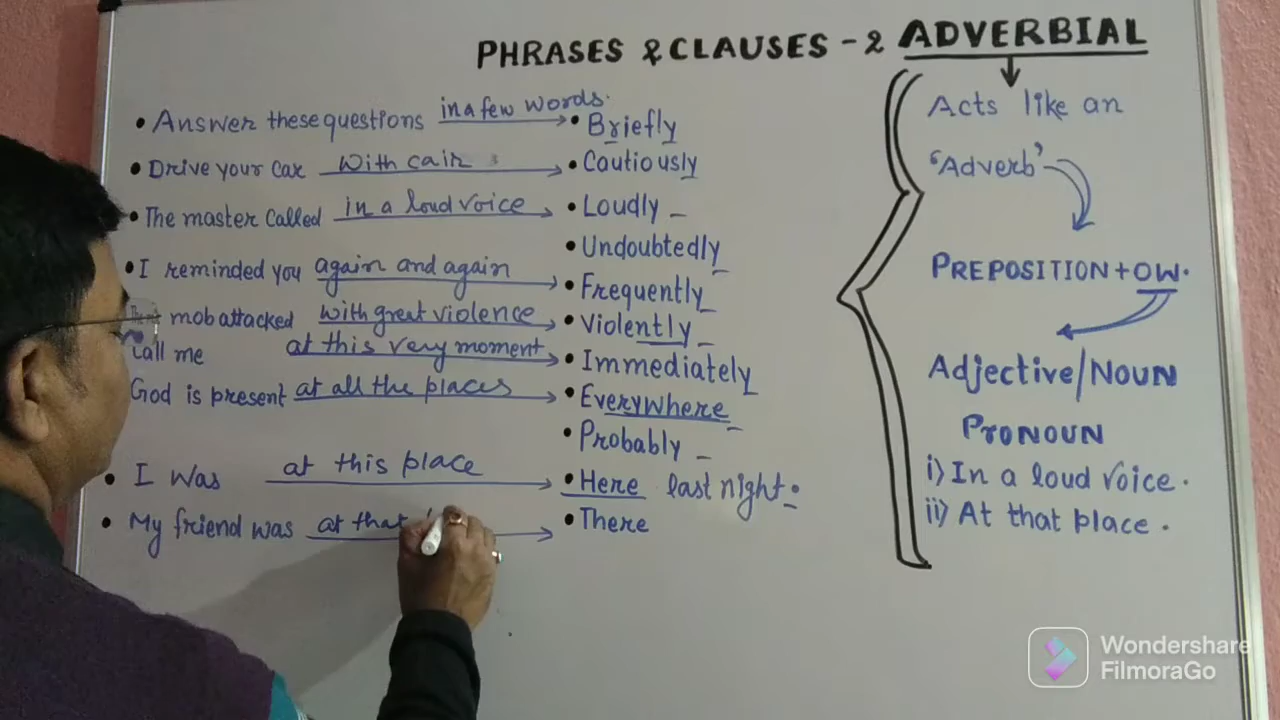 PHRASES & CLAUSES - 2 ADVERBIAL
• Answer these questions in a few words. • Briefly
• Drive your car With cair • Cautiously
• The master called in a loud voice • Loudly
• Undoubtedly
• I reminded you again and again • Frequently
mob attacked with great violence • Violently
Call me at this very moment • Immediately
God is present at all the places • Everywhere
• Probably
• I was at this place • Here last night.
• My friend was at that • There
Acts like an
'Adverb'
PREPOSITION + OW.
Adjective/NOUN
PRONOUN
i) In a loud voice.
ii) At that place.
Wondershare
FilmoraGo